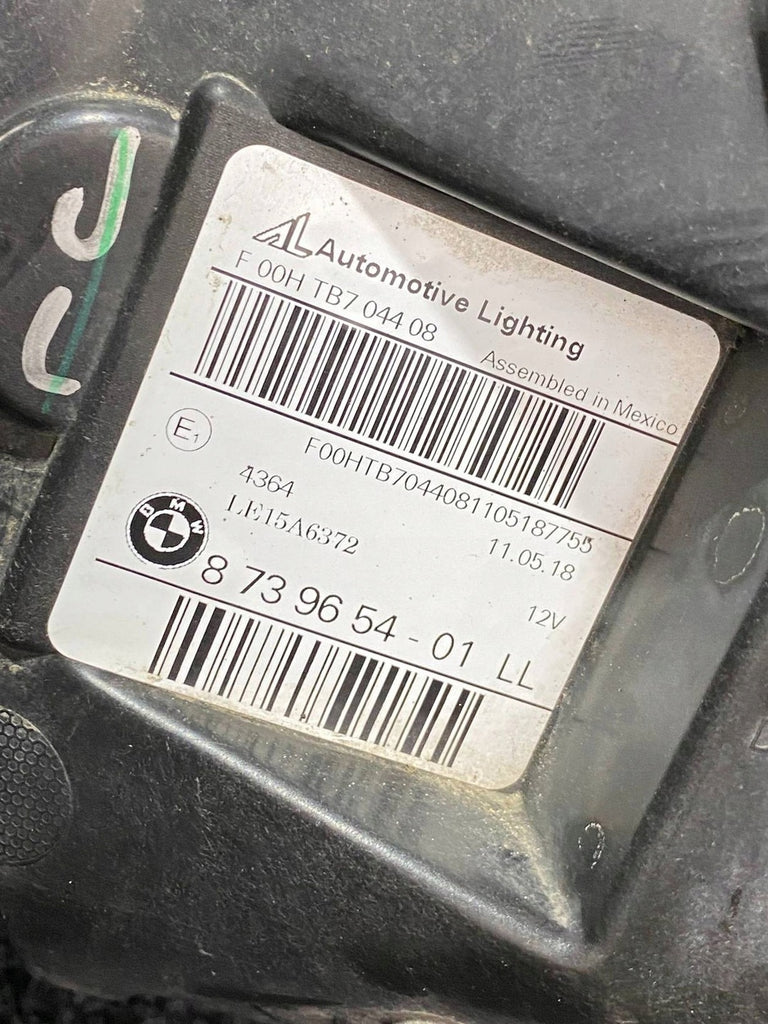 AL Automotive Lighting
F 00H TB7 044 08
Assembled in Mexico
F00HTB7044081105187755
E1
4364
11.05.18
LE15A6372
BMW
12V
8 73 96 54 - 01 LL